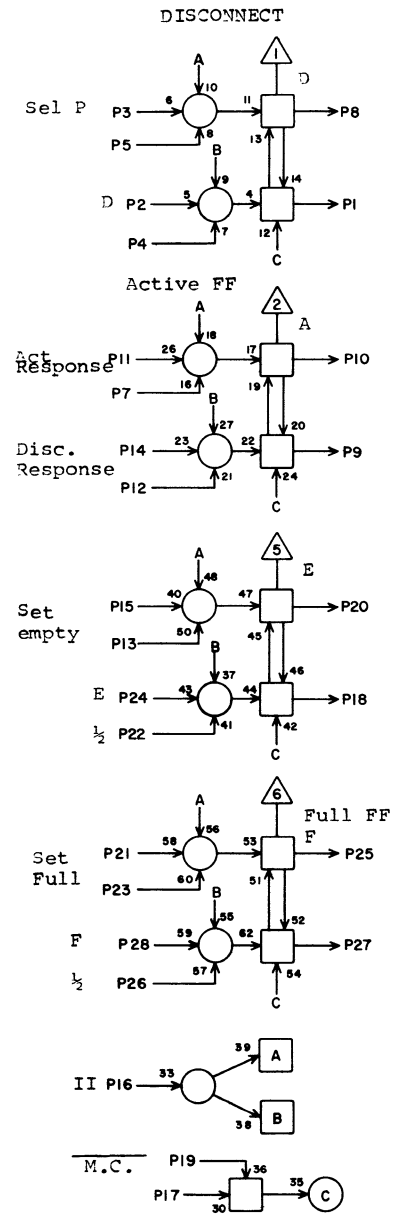 DISCONNECT
1
A
D
10
Sel P P3 6 11 P8
P5 8
13
B
14
9
D P2 5 4 P1
P4 7
12
C
Active FF
2
A
A
18
Act Response P11 26 17 P10
P7 16
19
B
20
27
Disc. Response P14 23 22 P9
P12 21
24
C
5
A
E
48
Set empty P15 40 47 P20
P13 50
45
B
46
37
E P24 43 44 P18
½ P22 41
42
C
6
A
Full FF
F
56
Set Full P21 58 53 P25
P23 60
51
B
52
55
F P28 59 62 P27
½ P26 57
54
C
39 A
II P16 33
38 B
M.C.
P19 36
P17 30 35 C